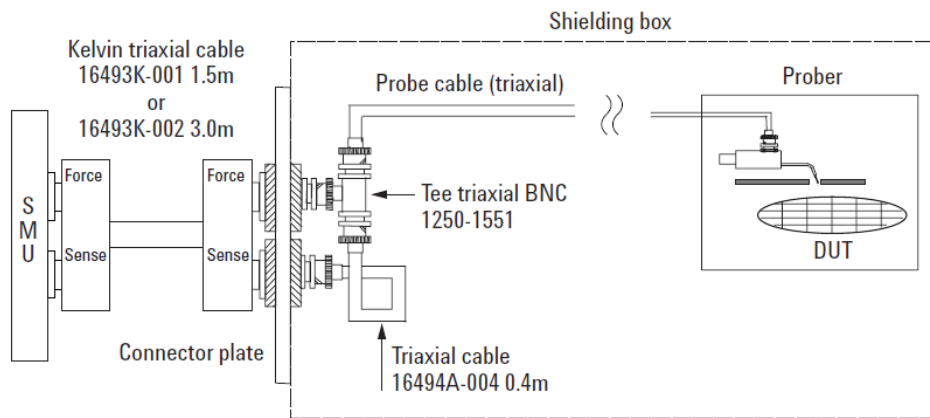 Shielding box
Kelvin triaxial cable
16493K-001 1.5m
or
16493K-002 3.0m
Probe cable (triaxial)
Prober
SMU
Force
Force
Sense
Sense
Tee triaxial BNC
1250-1551
DUT
Connector plate
Triaxial cable
16494A-004 0.4m